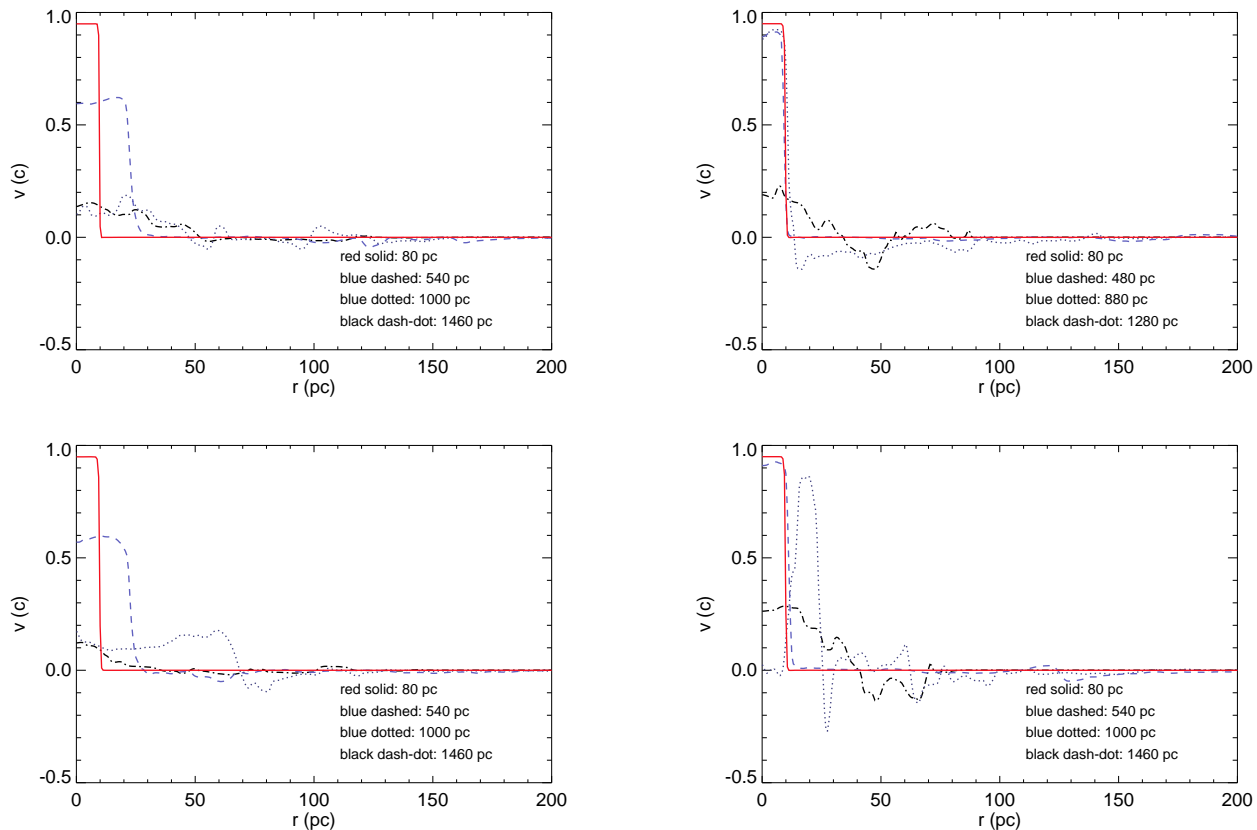 1.0
0.5
0.0
-0.5
v (c)
0 50 100 150 200
r (pc)
red solid: 80 pc
blue dashed: 540 pc
blue dotted: 1000 pc
black dash-dot: 1460 pc
1.0
0.5
0.0
-0.5
v (c)
0 50 100 150 200
r (pc)
red solid: 80 pc
blue dashed: 480 pc
blue dotted: 880 pc
black dash-dot: 1280 pc
1.0
0.5
0.0
-0.5
v (c)
0 50 100 150 200
r (pc)
red solid: 80 pc
blue dashed: 540 pc
blue dotted: 1000 pc
black dash-dot: 1460 pc
1.0
0.5
0.0
-0.5
v (c)
0 50 100 150 200
r (pc)
red solid: 80 pc
blue dashed: 540 pc
blue dotted: 1000 pc
black dash-dot: 1460 pc